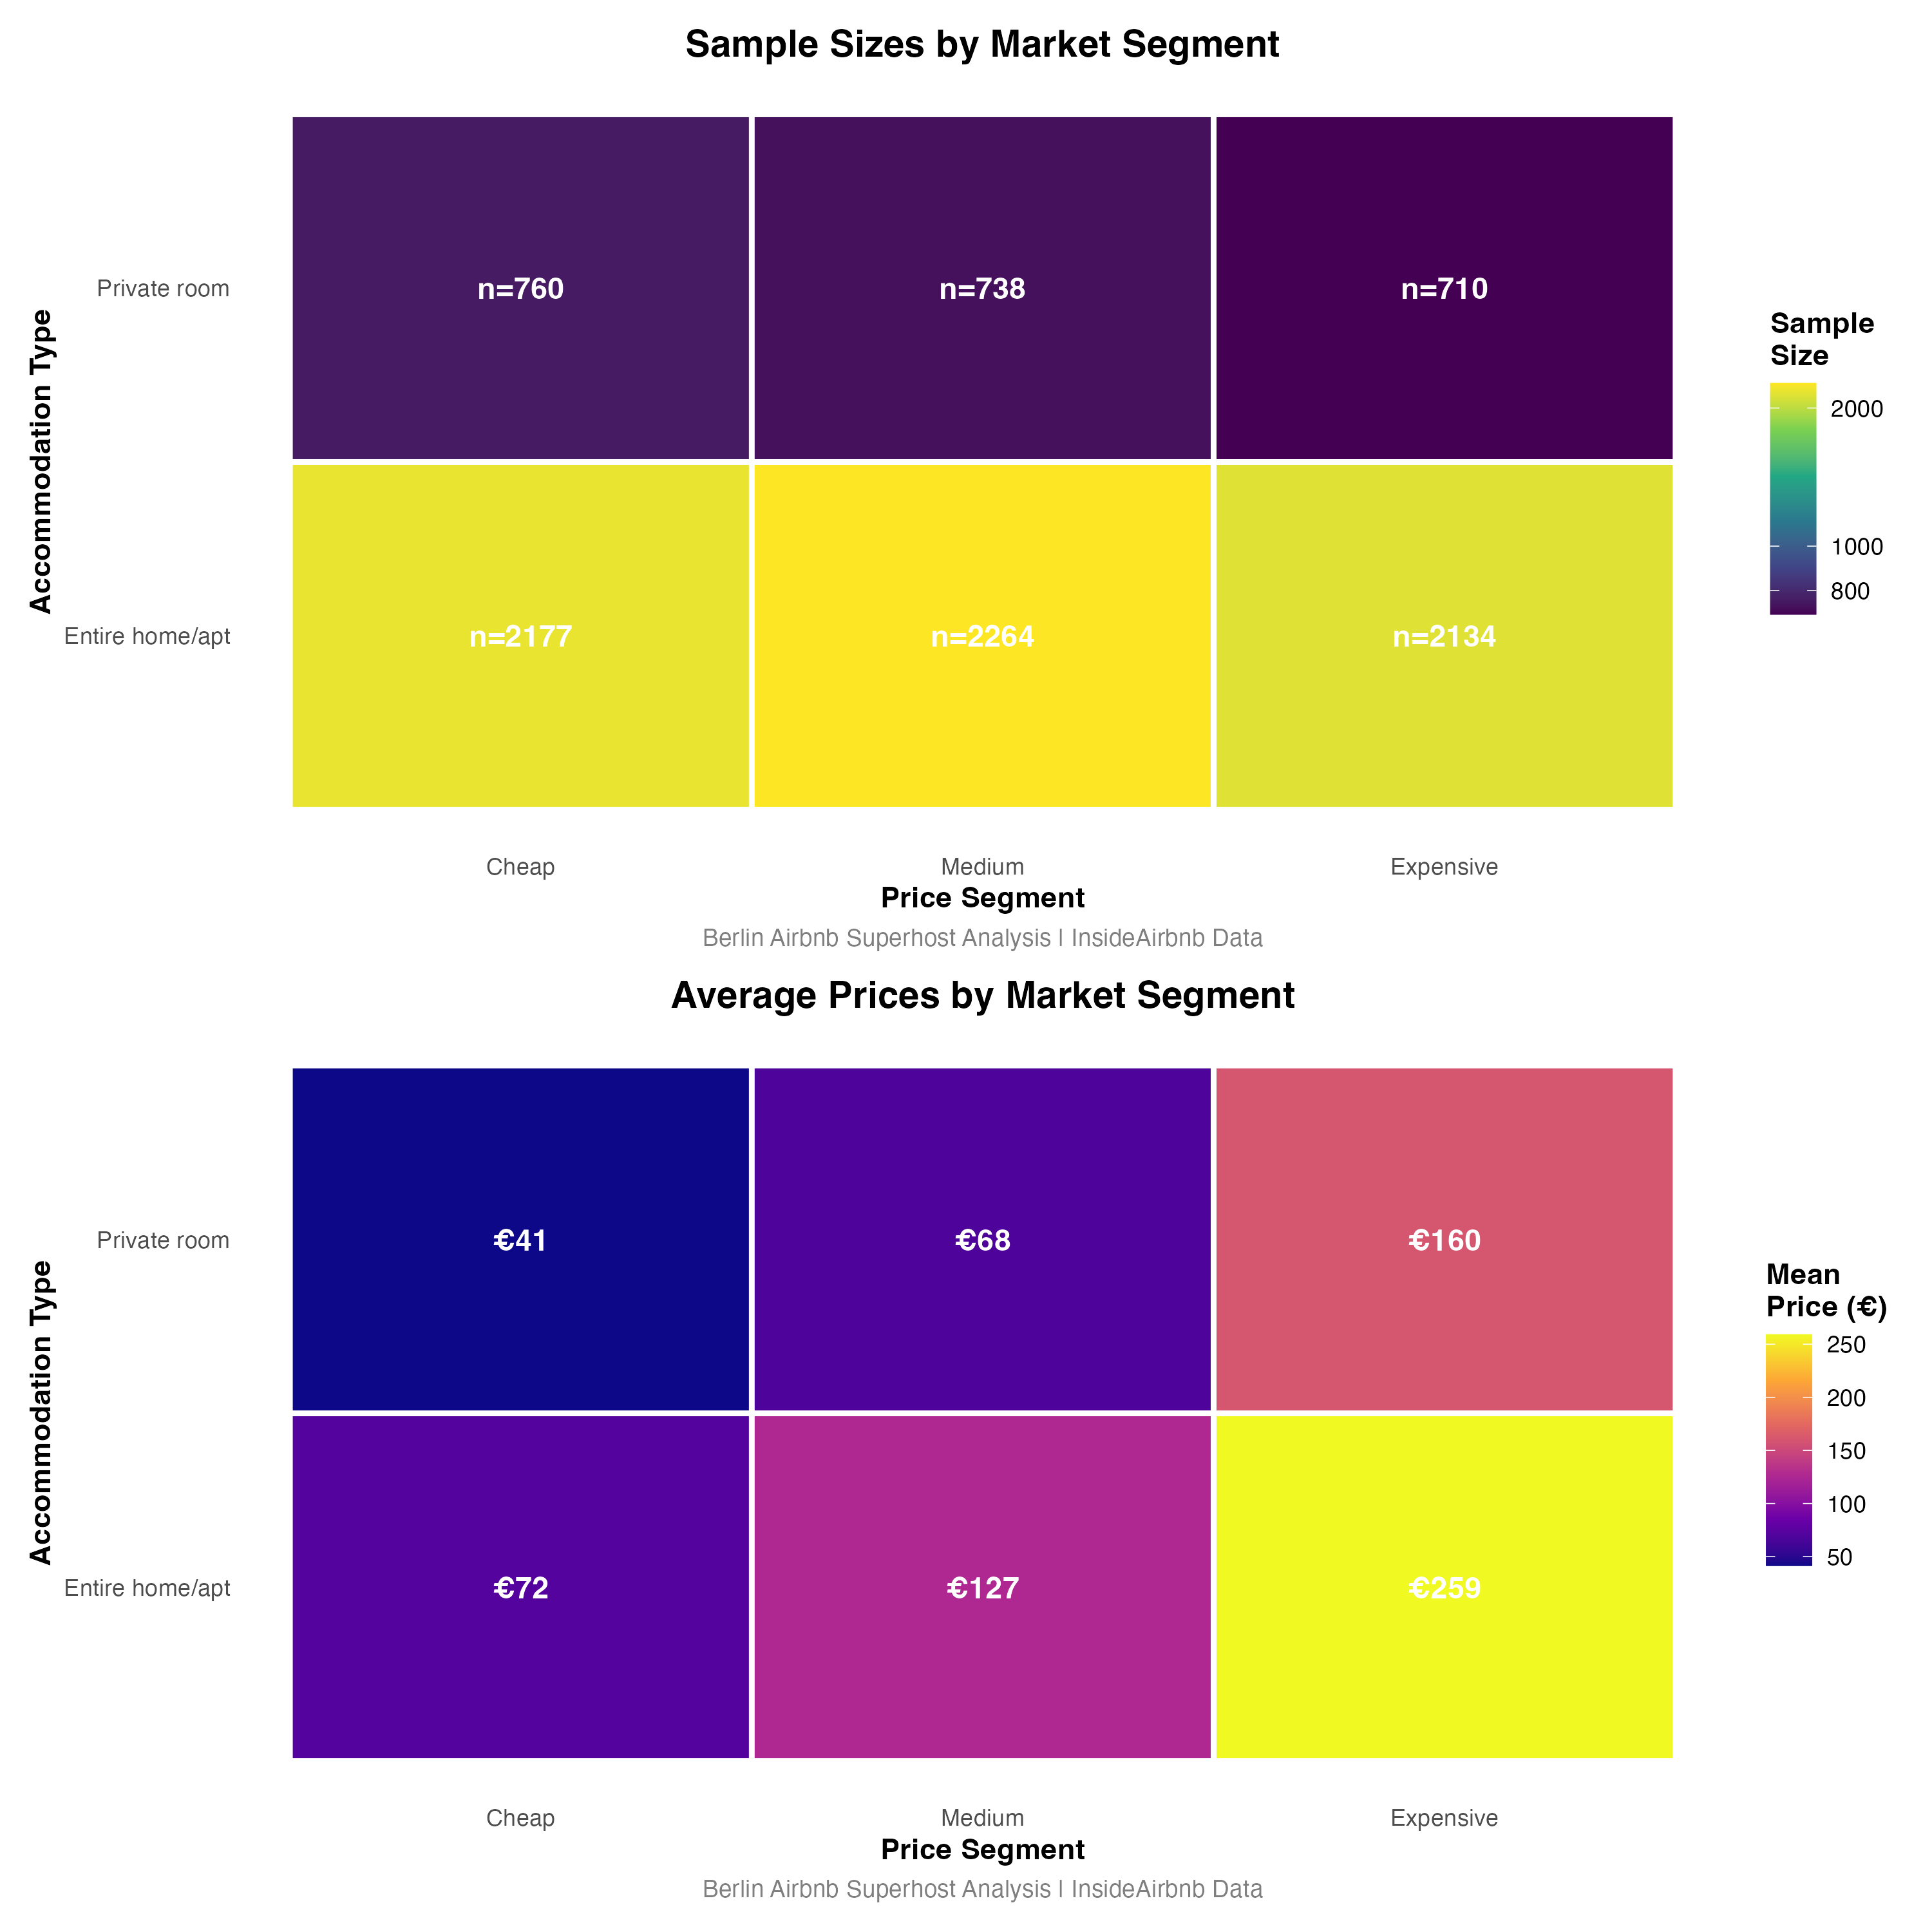 Sample Sizes by Market Segment
Accommodation Type
Private room
n=760
n=738
n=710
Entire home/apt
n=2177
n=2264
n=2134
Cheap
Medium
Expensive
Price Segment
Berlin Airbnb Superhost Analysis | InsideAirbnb Data
Sample
Size
2000
1000
800
Average Prices by Market Segment
Accommodation Type
Private room
€41
€68
€160
Entire home/apt
€72
€127
€259
Cheap
Medium
Expensive
Price Segment
Berlin Airbnb Superhost Analysis | InsideAirbnb Data
Mean
Price (€)
250
200
150
100
50